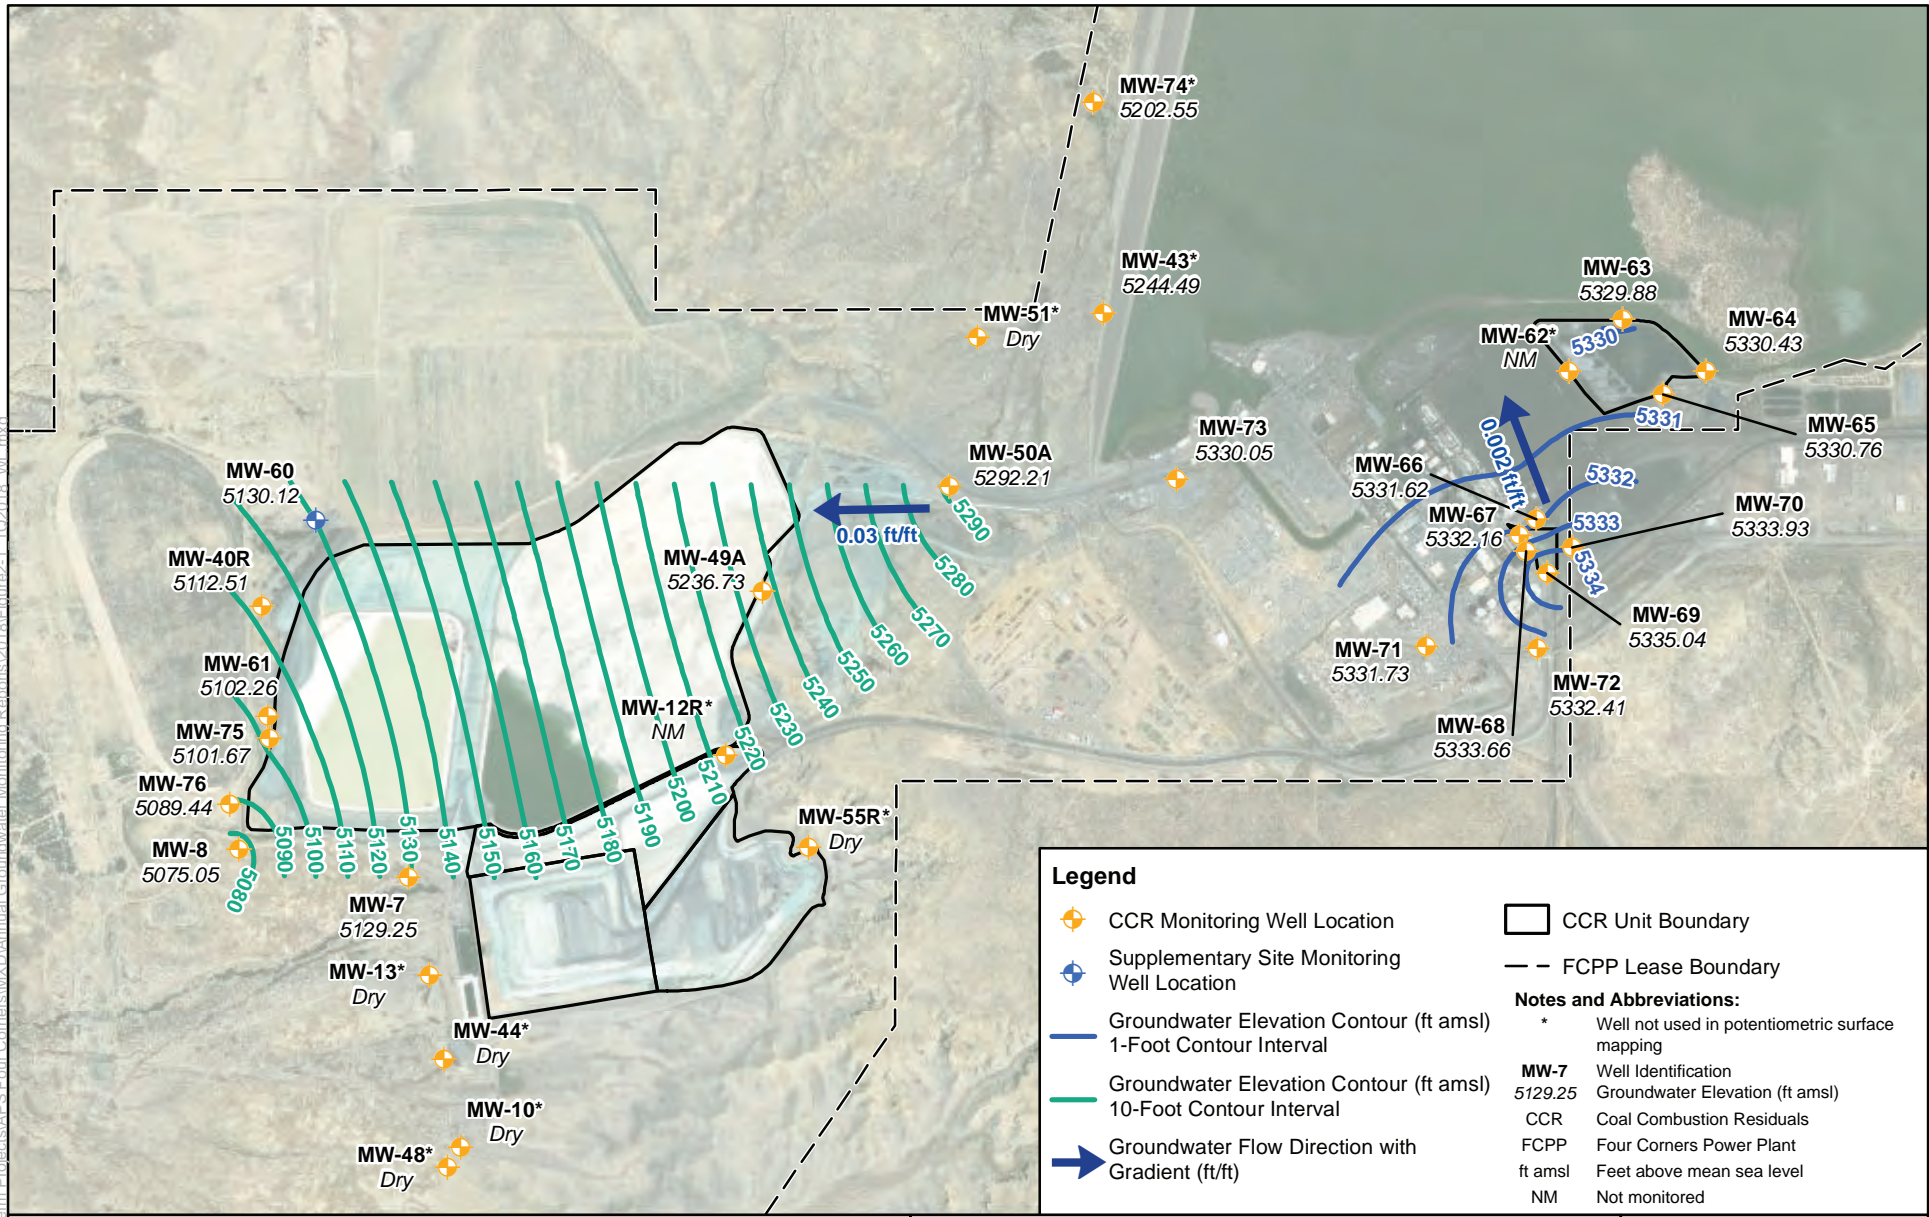 MW-74*
5202.55
MW-43*
5244.49
MW-51*
Dry
MW-63
5329.88
MW-62*
NM
5330
MW-64
5330.43
5331
MW-65
5330.76
MW-73
5330.05
MW-50A
5292.21
MW-66
5331.62
0.002 ft/ft
5332
MW-67
5332.16
5333
MW-70
5333.93
5334
MW-69
5335.04
MW-71
5331.73
MW-72
5332.41
MW-68
5333.66
MW-60
5130.12
MW-40R
5112.51
MW-49A
5236.73
0.03 ft/ft
5290
5280
5270
5260
5250
5240
5230
5220
5210
5200
5190
5180
5170
5160
5150
5140
5130
5120
5110
5100
5090
5080
MW-61
5102.26
MW-75
5101.67
MW-12R*
NM
MW-76
5089.44
MW-8
5075.05
MW-55R*
Dry
MW-7
5129.25
MW-13*
Dry
MW-44*
Dry
MW-10*
Dry
MW-48*
Dry
Legend
CCR Monitoring Well Location
Supplementary Site Monitoring
Well Location
Groundwater Elevation Contour (ft amsl)
1-Foot Contour Interval
Groundwater Elevation Contour (ft amsl)
10-Foot Contour Interval
Groundwater Flow Direction with
Gradient (ft/ft)
CCR Unit Boundary
FCPP Lease Boundary
Notes and Abbreviations:
* Well not used in potentiometric surface
mapping
MW-7 Well Identification
5129.25 Groundwater Elevation (ft amsl)
CCR Coal Combustion Residuals
FCPP Four Corners Power Plant
ft amsl Feet above mean sea level
NM Not monitored